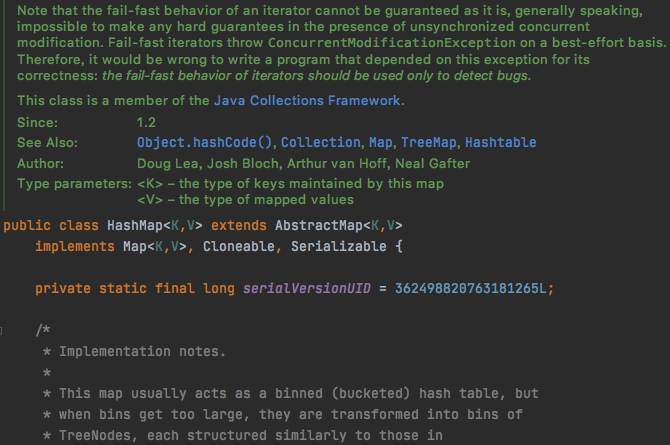 Note that the fail-fast behavior of an iterator cannot be guaranteed as it is, generally speaking,
impossible to make any hard guarantees in the presence of unsynchronized concurrent
modification. Fail-fast iterators throw ConcurrentModificationException on a best-effort basis.
Therefore, it would be wrong to write a program that depended on this exception for its
correctness: the fail-fast behavior of iterators should be used only to detect bugs.
This class is a member of the Java Collections Framework.
Since: 1.2
See Also: Object.hashCode(), Collection, Map, TreeMap, Hashtable
Author: Doug Lea, Josh Bloch, Arthur van Hoff, Neal Gafter
Type parameters: <K> – the type of keys maintained by this map
<V> – the type of mapped values
public class HashMap<K,V> extends AbstractMap<K,V>
implements Map<K,V>, Cloneable, Serializable {
private static final long serialVersionUID = 362498820763181265L;
/*
* Implementation notes.
*
* This map usually acts as a binned (bucketed) hash table, but
* when bins get too large, they are transformed into bins of
* TreeNodes, each structured similarly to those in